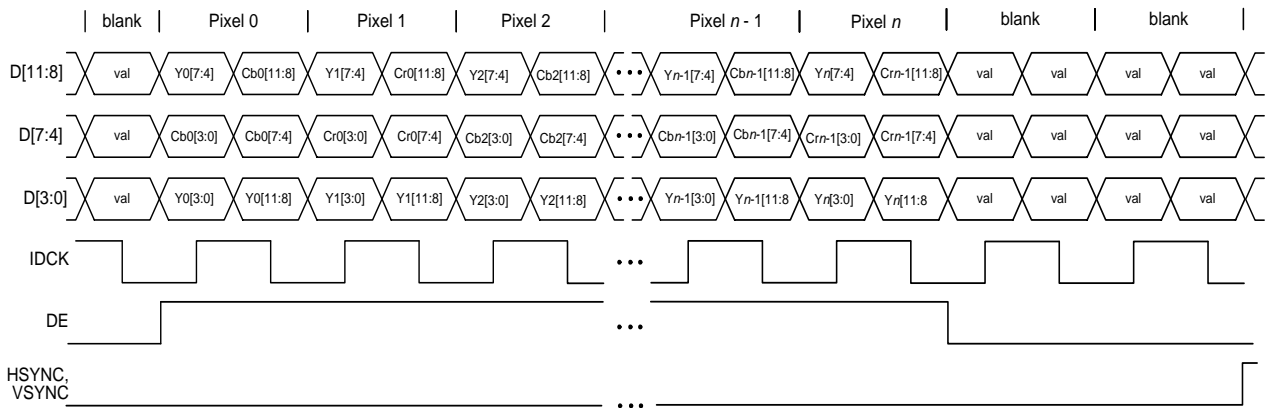 blank Pixel 0 Pixel 1 Pixel 2 Pixel n - 1 Pixel n blank blank
D[11:8] val Y0[7:4] Cb0[11:8] Y1[7:4] Cr0[11:8] Y2[7:4] Cb2[11:8] ••• Yn-1[7:4] Cbn-1[11:8] Yn[7:4] Crn-1[11:8] val val val val
D[7:4] val Cb0[3:0] Cb0[7:4] Cr0[3:0] Cr0[7:4] Cb2[3:0] Cb2[7:4] ••• Cbn-1[3:0] Cbn-1[7:4] Crn-1[3:0] Crn-1[7:4] val val val val
D[3:0] val Y0[3:0] Y0[11:8] Y1[3:0] Y1[11:8] Y2[3:0] Y2[11:8] ••• Yn-1[3:0] Yn-1[11:8 Yn[3:0] Yn[11:8 val val val val
IDCK •••
DE •••
HSYNC,
VSYNC •••